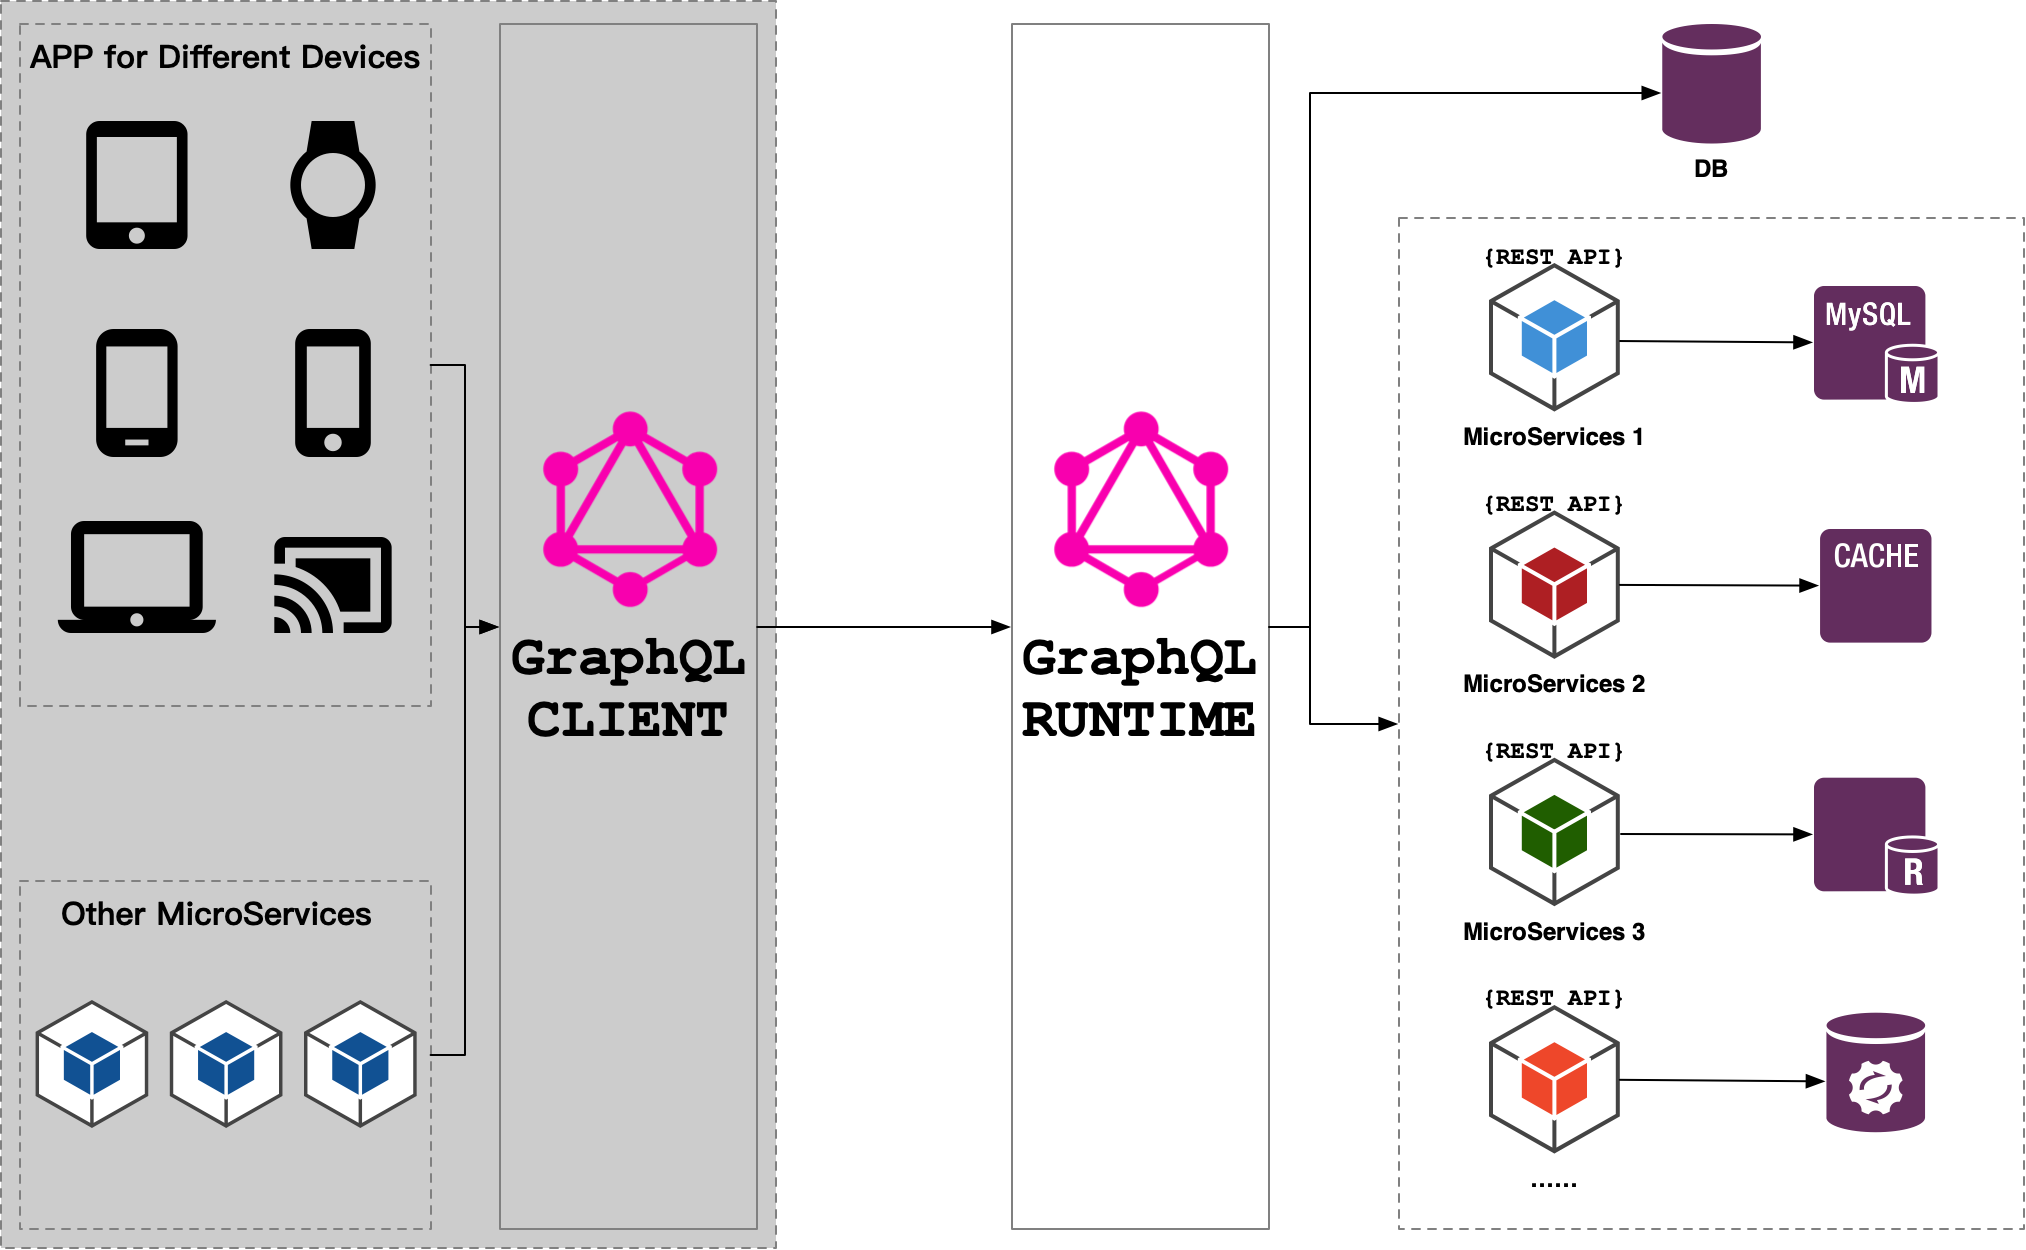 APP for Different Devices
Other MicroServices
GraphQL
CLIENT
GraphQL
RUNTIME
DB
{REST API}
MySQL
M
MicroServices 1
{REST API}
CACHE
MicroServices 2
{REST API}
R
MicroServices 3
{REST API}
......